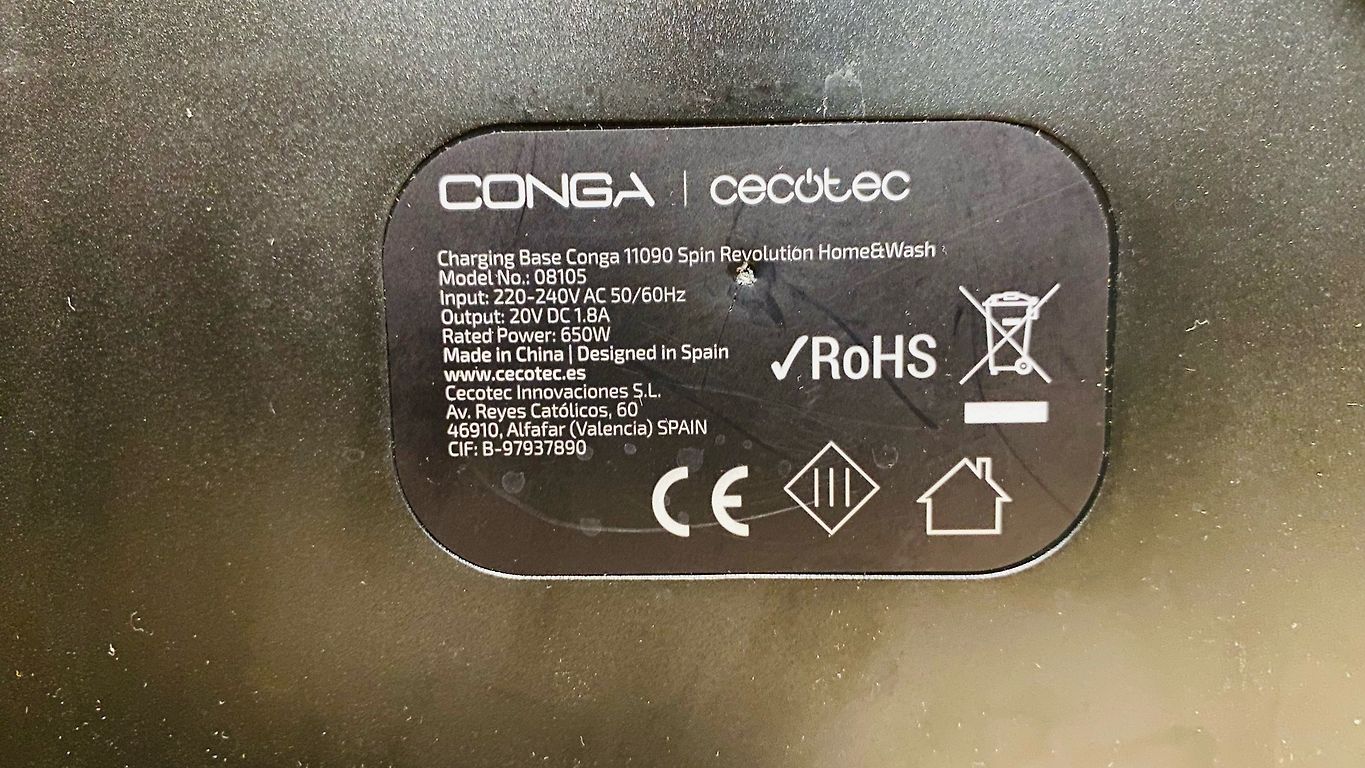 CONGA | cecotec
Charging Base Conga 11090 Spin Revolution Home&Wash
Model No.: 08105
Input: 220-240V AC 50/60Hz
Output: 20V DC 1.8A
Rated Power: 650W
Made in China | Designed in Spain
www.cecotec.es
Cecotec Innovaciones S.L.
Av. Reyes Católicos, 60
46910, Alfafar (Valencia) SPAIN
CIF: B-97937890
✓RoHS
CE